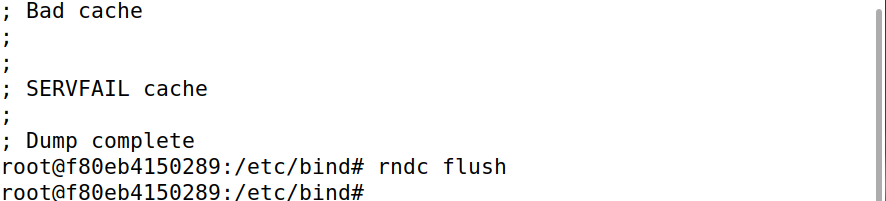 ; Bad cache
;
;
; SERVFAIL cache
;
; Dump complete
root@f80eb4150289:/etc/bind# rndc flush
root@f80eb4150289:/etc/bind#